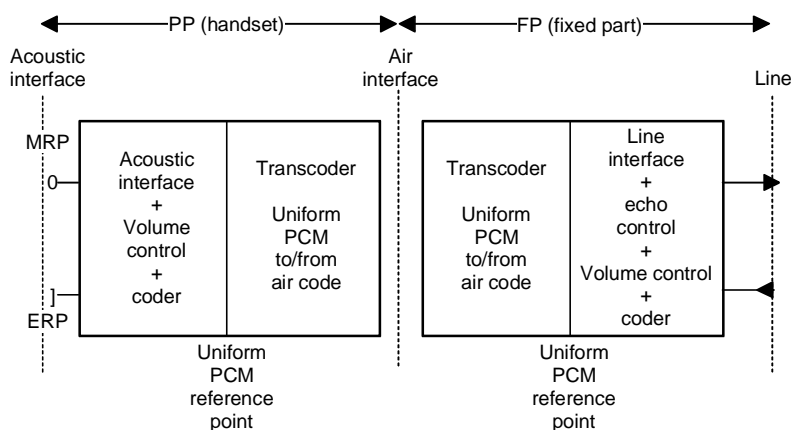 PP (handset)
FP (fixed part)
Acoustic
interface
Air
interface
Line
MRP
0
]
ERP
Acoustic
interface
+
Volume
control
+
coder
Transcoder
Uniform
PCM
to/from
air code
Transcoder
Uniform
PCM
to/from
air code
Line
interface
+
echo
control
+
Volume control
+
coder
Uniform
PCM
reference
point
Uniform
PCM
reference
point